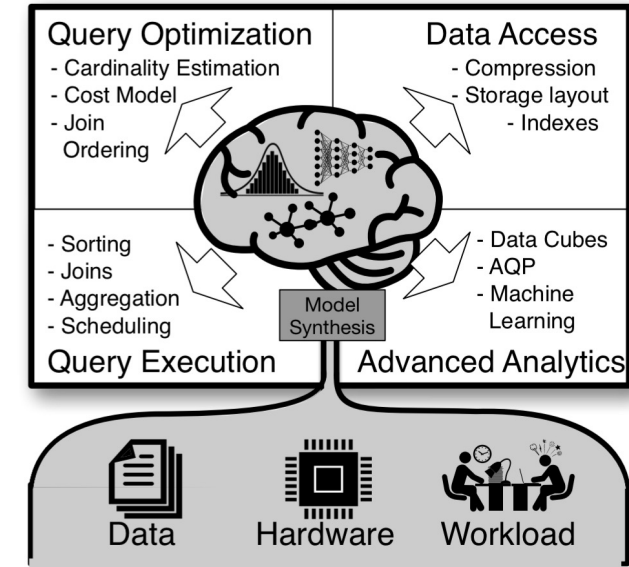 Query Optimization
- Cardinality Estimation
- Cost Model
- Join
Ordering
Data Access
- Compression
- Storage layout
- Indexes
- Sorting
- Joins
- Aggregation
- Scheduling
Query Execution
- Data Cubes
- AQP
- Machine
Learning
Advanced Analytics
Model
Synthesis
Data
Hardware
Workload